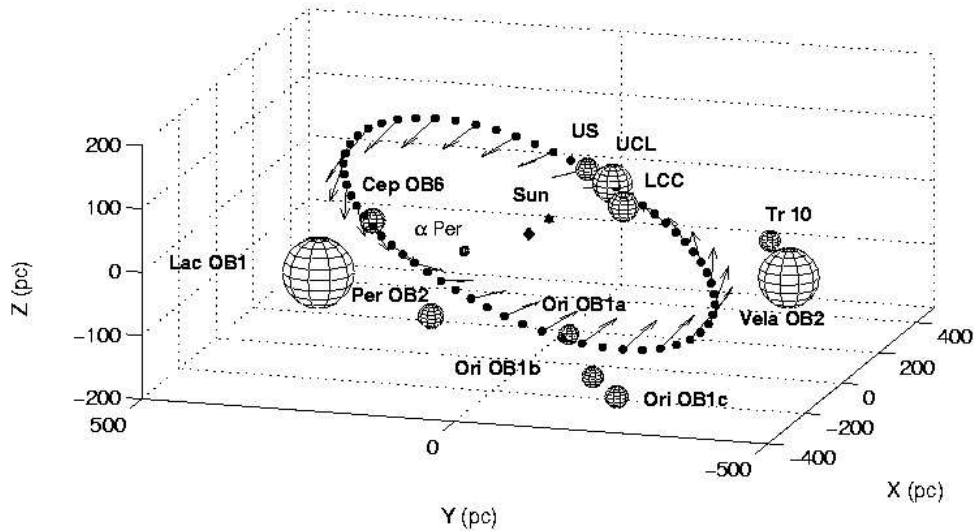 US
UCL
LCC
Sun
Cep OB6
α Per
Tr 10
Lac OB1
Per OB2
Ori OB1a
Vela OB2
Ori OB1b
Ori OB1c
200
100
0
−100
−200
Z (pc)
500
0
−500
Y (pc)
400
200
0
−200
−400
X (pc)